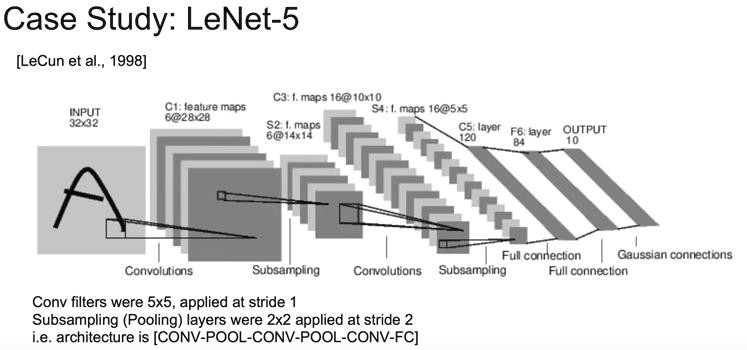 Case Study: LeNet-5
[LeCun et al., 1998]
INPUT
32x32
C1: feature maps
6@28x28
S2: f. maps
6@14x14
C3: f. maps 16@10x10
S4: f. maps 16@5x5
C5: layer
120
F6: layer
84
OUTPUT
10
A
Convolutions
Subsampling
Convolutions
Subsampling
Full connection
Full connection
Gaussian connections
Conv filters were 5x5, applied at stride 1
Subsampling (Pooling) layers were 2x2 applied at stride 2
i.e. architecture is [CONV-POOL-CONV-POOL-CONV-FC]